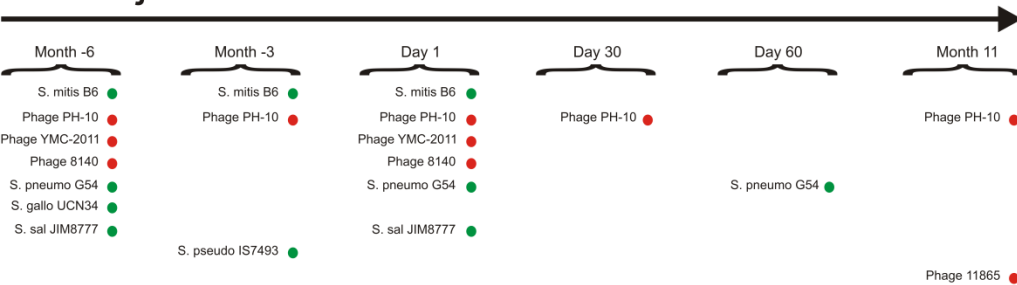 Month -6 Month -3 Day 1 Day 30 Day 60 Month 11
S. mitis B6 S. mitis B6 S. mitis B6
Phage PH-10 Phage PH-10 Phage PH-10 Phage PH-10 Phage PH-10
Phage YMC-2011 Phage YMC-2011
Phage 8140 Phage 8140
S. pneumo G54 S. pneumo G54 S. pneumo G54
S. gallo UCN34
S. sal JIM8777 S. sal JIM8777
S. pseudo IS7493
Phage 11865